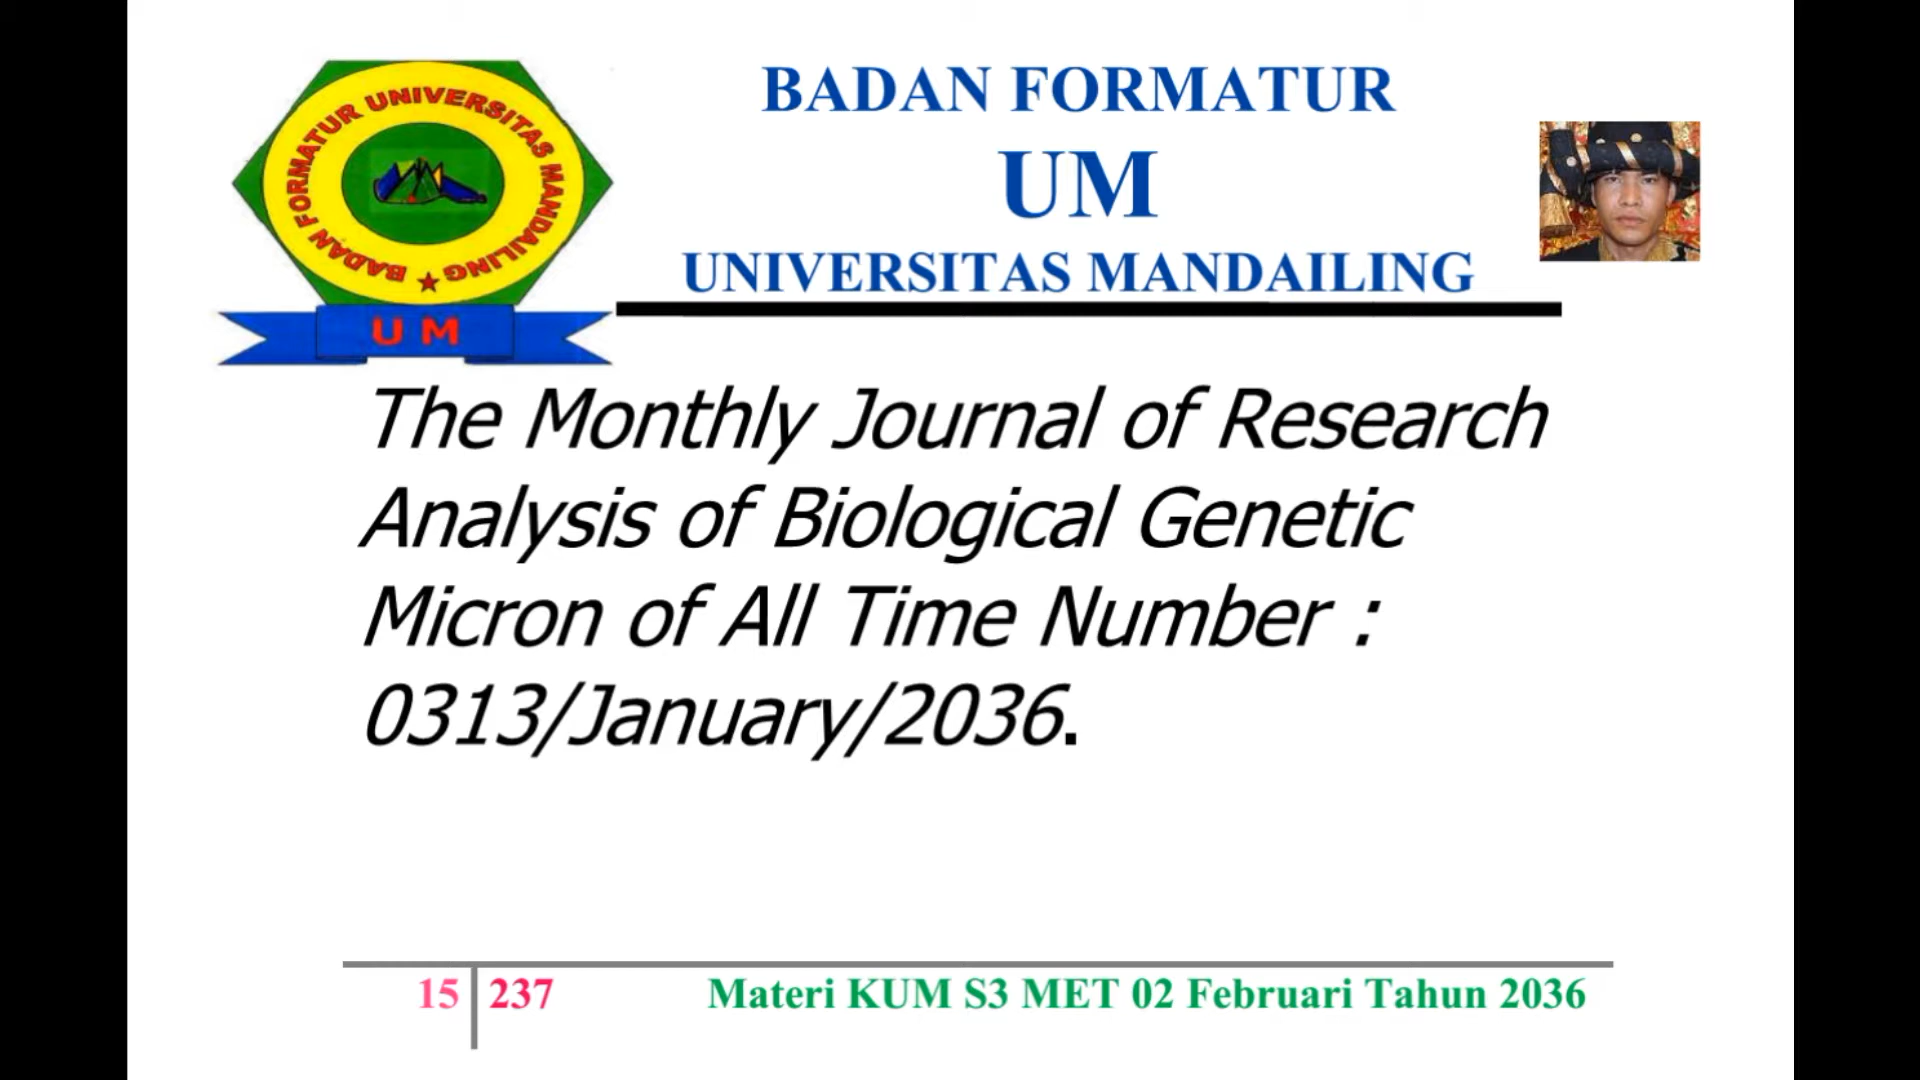 BADAN FORMATUR UNIVERSITAS MANDAILING
U M
BADAN FORMATUR
UM
UNIVERSITAS MANDAILING
The Monthly Journal of Research
Analysis of Biological Genetic
Micron of All Time Number :
0313/January/2036.
15 237
Materi KUM S3 MET 02 Februari Tahun 2036